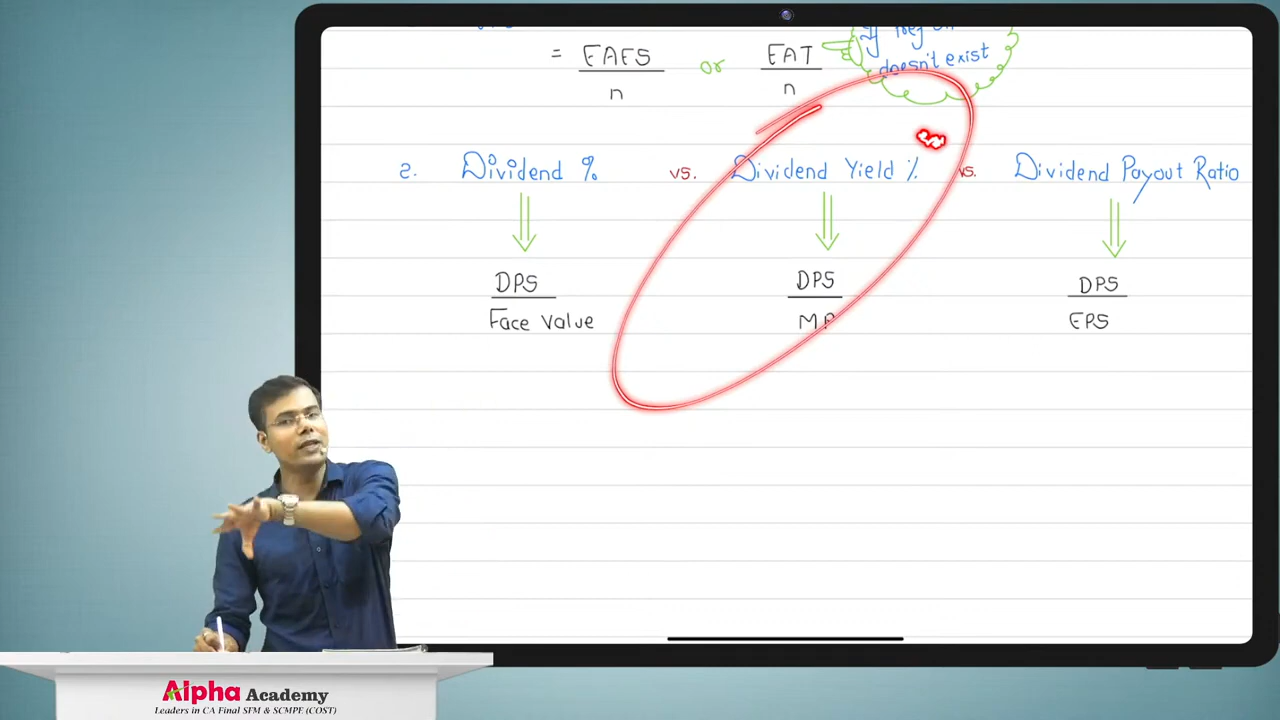 = EAES / n or EAT / n
doesn't exist
2. Dividend % vs. Dividend Yield % vs. Dividend Payout Ratio
DPS / Face Value
DPS / MP
DPS / EPS
Alpha Academy
Leaders in CA Final SFM & SCMPE (COST)